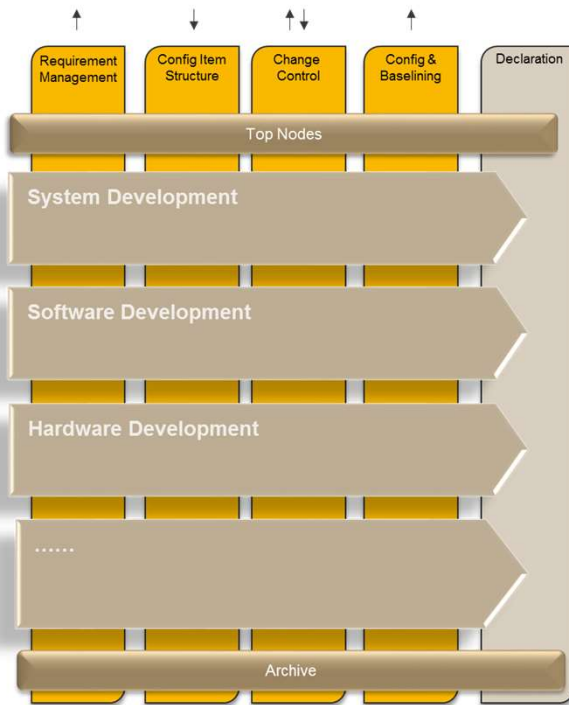 Requirement
Management
Config Item
Structure
Change
Control
Config &
Baselining
Declaration
Top Nodes
System Development
Software Development
Hardware Development
......
Archive